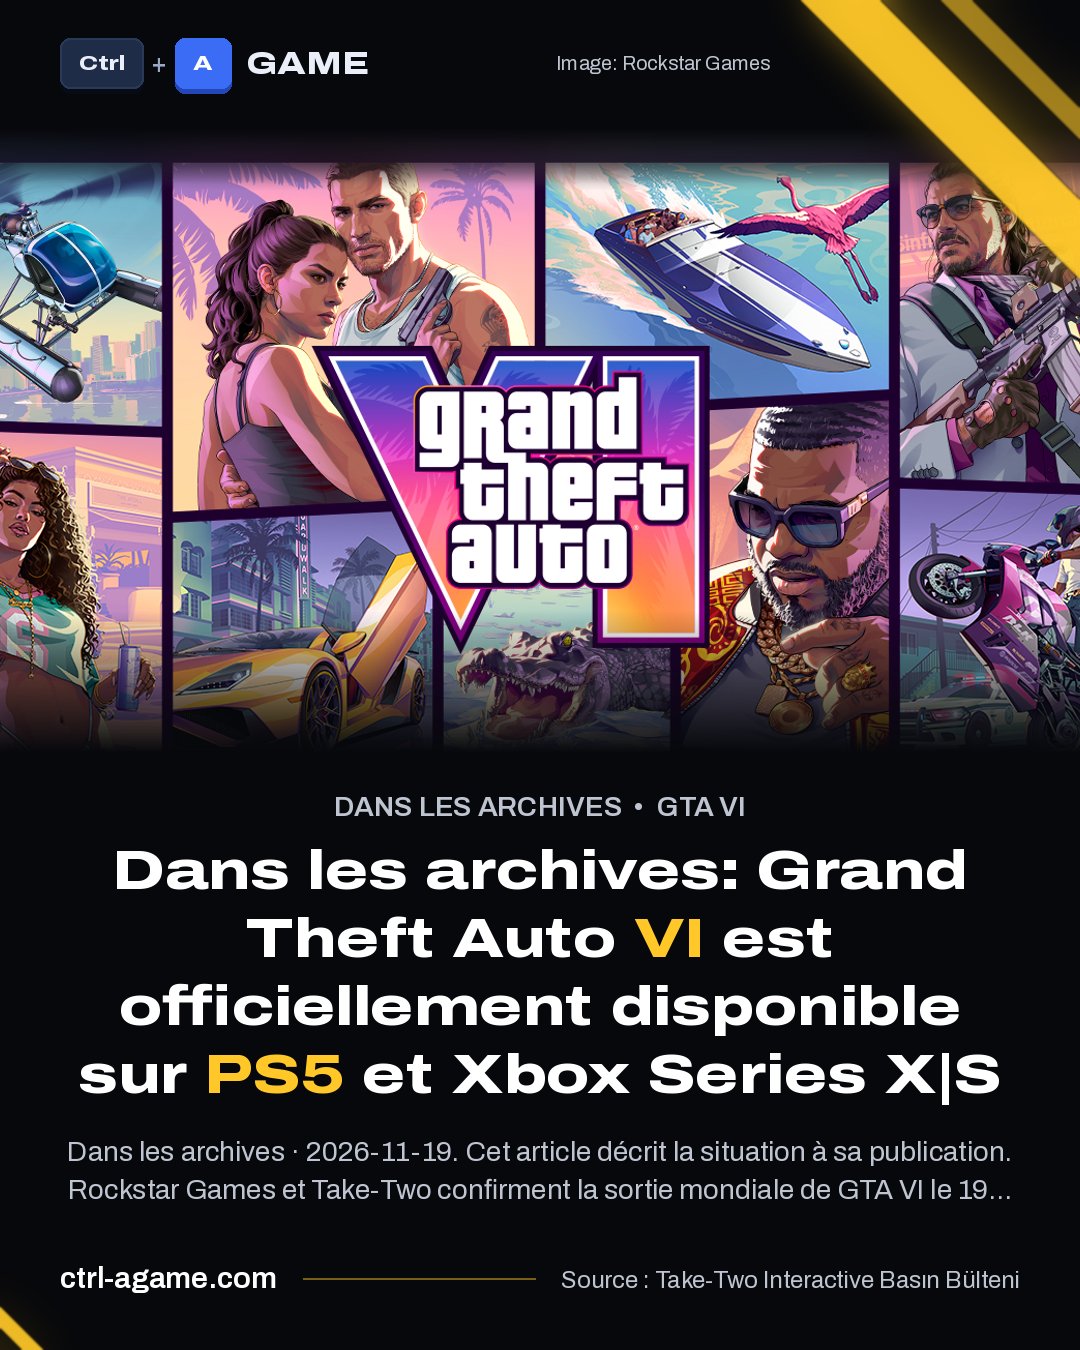 Ctrl + A GAME
Image: Rockstar Games
VI
grand
theft
auto
DANS LES ARCHIVES • GTA VI
Dans les archives: Grand
Theft Auto VI est
officiellement disponible
sur PS5 et Xbox Series X|S
Dans les archives · 2026-11-19. Cet article décrit la situation à sa publication.
Rockstar Games et Take-Two confirment la sortie mondiale de GTA VI le 19...
ctrl-agame.com
Source : Take-Two Interactive Basın Bülteni